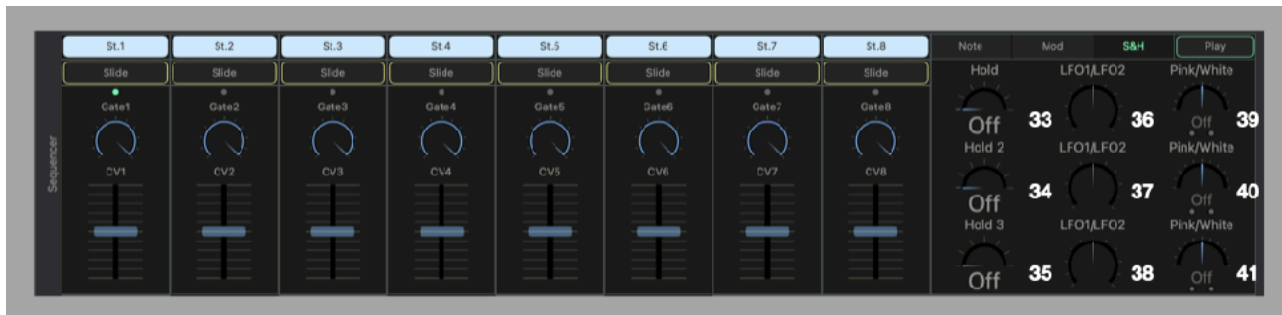 St.1 St.2 St.3 St.4 St.5 St.6 St.7 St.8 Note Mod S&H Play
Slide Slide Slide Slide Slide Slide Slide Slide
Hold LFO1/LFO2 Pink/White
Gate1 Gate2 Gate3 Gate4 Gate5 Gate6 Gate7 Gate8
Off 33 36 Off 39
Hold 2 LFO1/LFO2 Pink/White
Sequencer
CV1 CV2 CV3 CV4 CV5 CV6 CV7 CV8
Off 34 37 Off 40
Hold 3 LFO1/LFO2 Pink/White
Off 35 38 Off 41